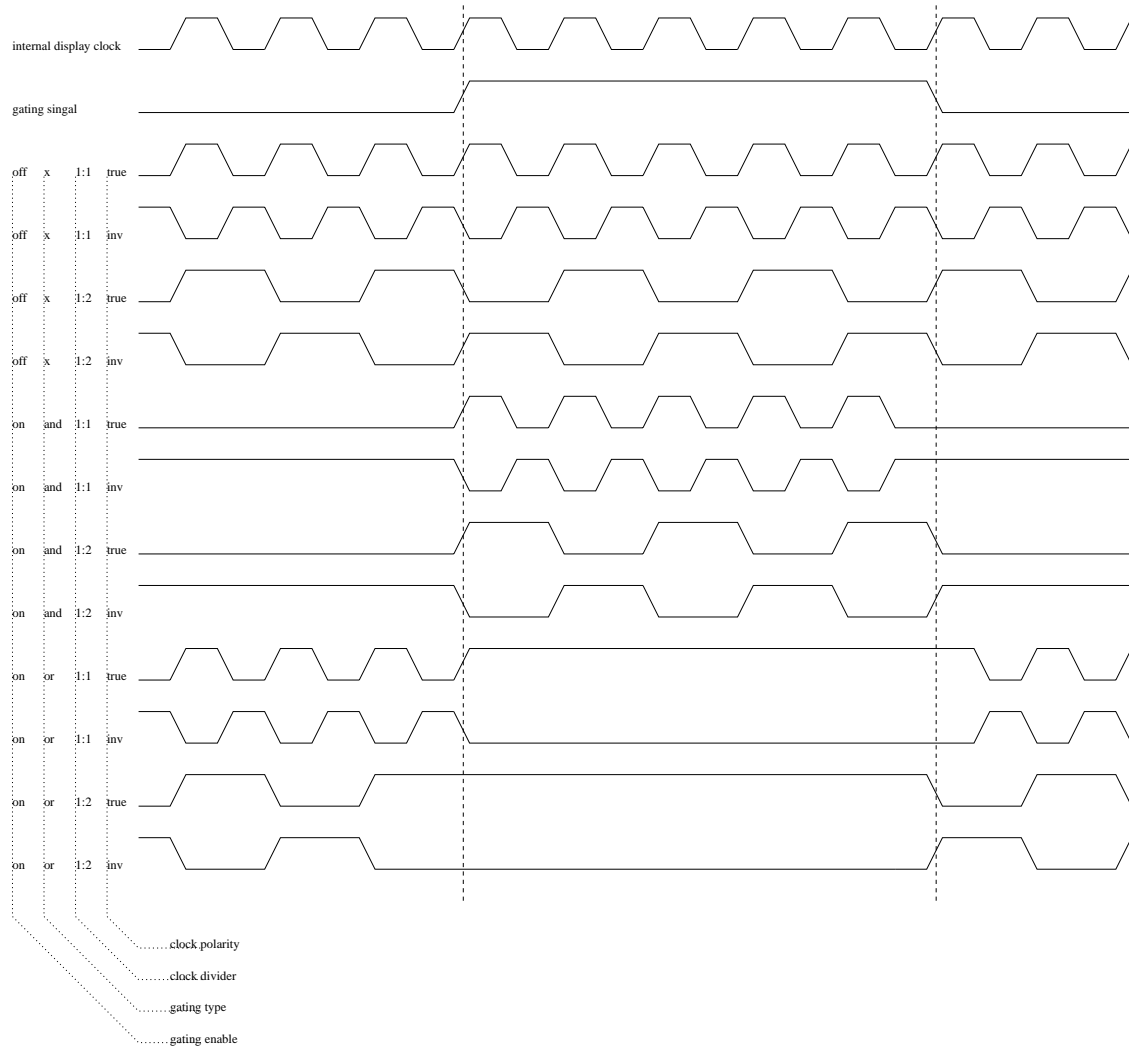 internal display clock
gating singal
off x 1:1 true
off x 1:1 inv
off x 1:2 true
off x 1:2 inv
on and 1:1 true
on and 1:1 inv
on and 1:2 true
on and 1:2 inv
on or 1:1 true
on or 1:1 inv
on or 1:2 true
on or 1:2 inv
clock polarity
clock divider
gating type
gating enable